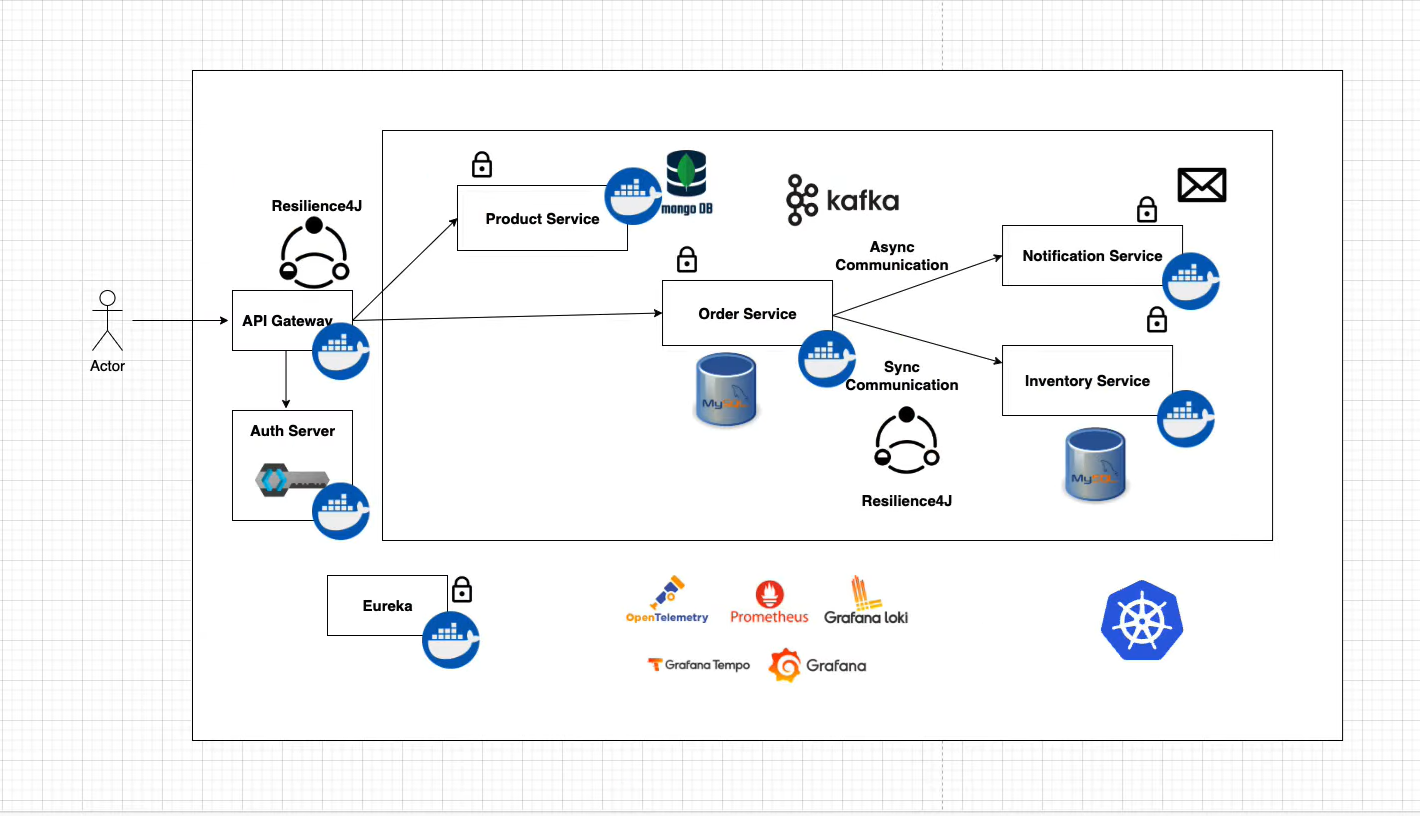 Resilience4J
API Gateway
Actor
Auth Server
Product Service
mongo DB
kafka
Async
Communication
Notification Service
Order Service
MySQL
Sync
Communication
Resilience4J
Inventory Service
MySQL
Eureka
OpenTelemetry
Prometheus
Grafana loki
Grafana Tempo
Grafana